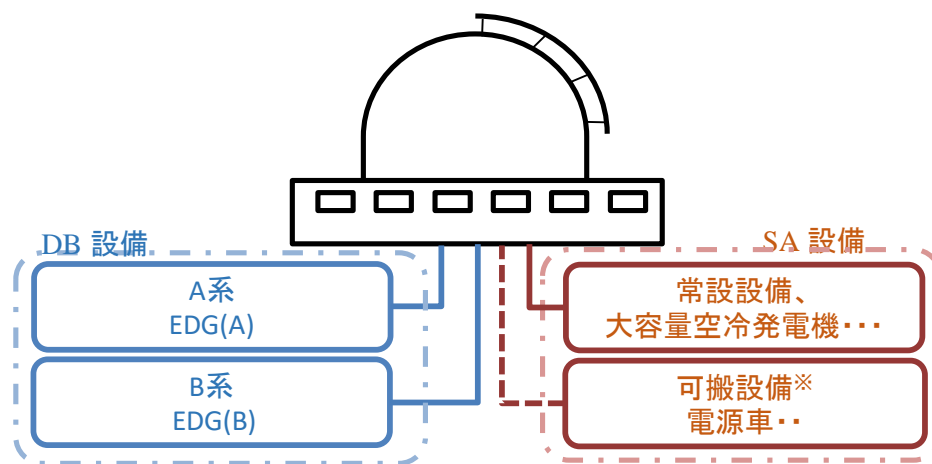 DB 設備
A系
EDG(A)
B系
EDG(B)
SA 設備
常設設備、
大容量空冷発電機・・・
可搬設備※
電源車・・